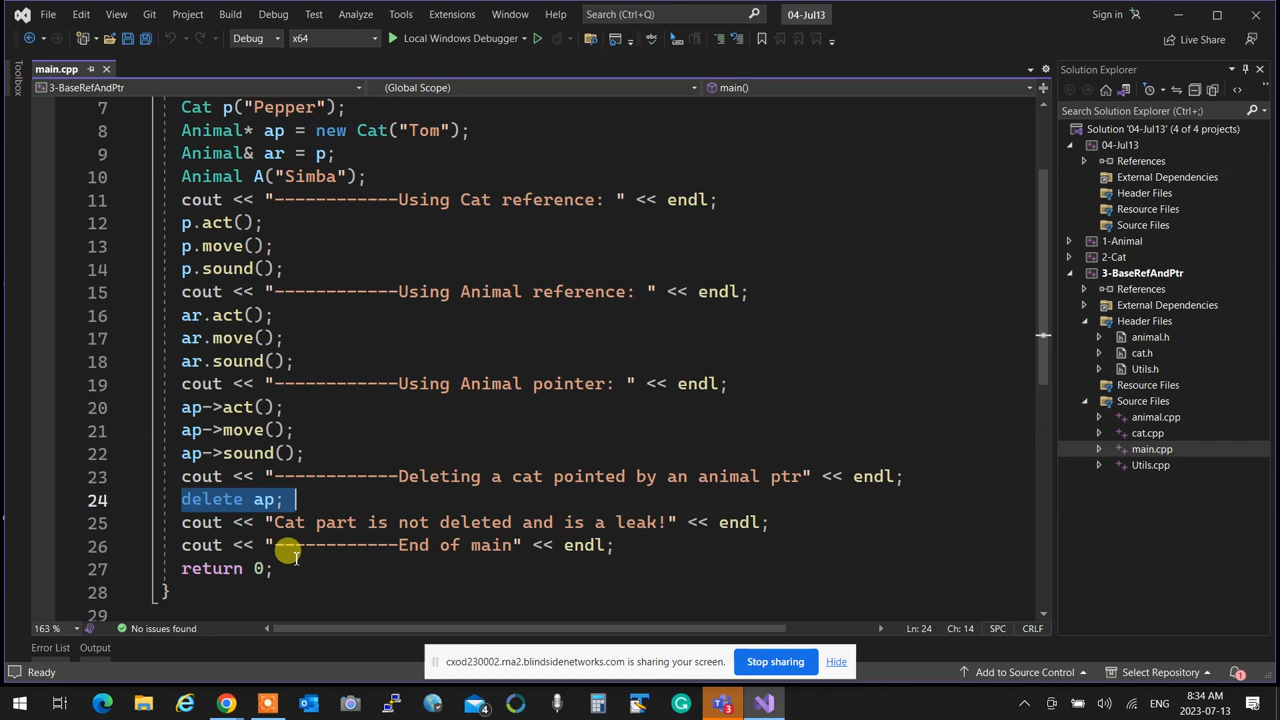 File Edit View Git Project Build Debug Test Analyze Tools Extensions Window Help Search (Ctrl+Q) 04-Jul13 Sign in
Debug x64 Local Windows Debugger Live Share
Toolbox
main.cpp
3-BaseRefAndPtr (Global Scope) main()
7 Cat p("Pepper");
8 Animal* ap = new Cat("Tom");
9 Animal& ar = p;
10 Animal A("Simba");
11 cout << "------------Using Cat reference: " << endl;
12 p.act();
13 p.move();
14 p.sound();
15 cout << "------------Using Animal reference: " << endl;
16 ar.act();
17 ar.move();
18 ar.sound();
19 cout << "------------Using Animal pointer: " << endl;
20 ap->act();
21 ap->move();
22 ap->sound();
23 cout << "------------Deleting a cat pointed by an animal ptr" << endl;
24 delete ap;
25 cout << "Cat part is not deleted and is a leak!" << endl;
26 cout << "------------End of main" << endl;
27 return 0;
28 }
29
163 % No issues found Ln: 24 Ch: 14 SPC CRLF
Error List Output
Solution Explorer
Search Solution Explorer (Ctrl+;)
Solution '04-Jul13' (4 of 4 projects)
04-Jul13
References
External Dependencies
Header Files
Resource Files
Source Files
1-Animal
2-Cat
3-BaseRefAndPtr
References
External Dependencies
Header Files
animal.h
cat.h
Utils.h
Resource Files
Source Files
animal.cpp
cat.cpp
main.cpp
Utils.cpp
cxod230002.rna2.blindsidenetworks.com is sharing your screen. Stop sharing Hide
Ready Add to Source Control Select Repository 1
4 3 ENG 8:34 AM
2023-07-13